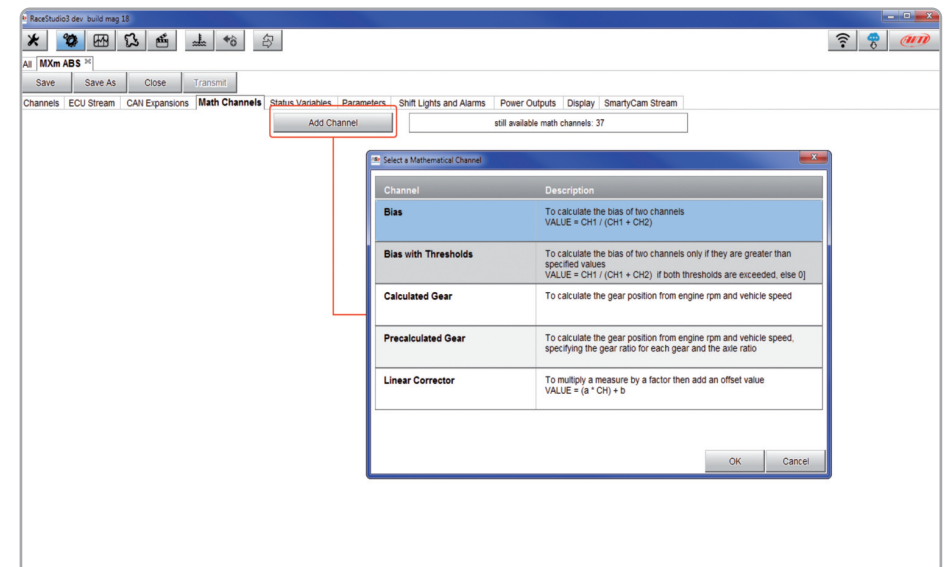 RaceStudio3 dev build mag 18
AIM
All MXm ABS
Save Save As Close Transmit
Channels ECU Stream CAN Expansions Math Channels Status Variables Parameters Shift Lights and Alarms Power Outputs Display SmartyCam Stream
Add Channel still available math channels: 37
Select a Mathematical Channel
Channel Description
Bias To calculate the bias of two channels
VALUE = CH1 / (CH1 + CH2)
Bias with Thresholds To calculate the bias of two channels only if they are greater than
specified values
VALUE = CH1 / (CH1 + CH2) if both thresholds are exceeded, else 0]
Calculated Gear To calculate the gear position from engine rpm and vehicle speed
Precalculated Gear To calculate the gear position from engine rpm and vehicle speed,
specifying the gear ratio for each gear and the axle ratio
Linear Corrector To multiply a measure by a factor then add an offset value
VALUE = (a * CH) + b
OK Cancel